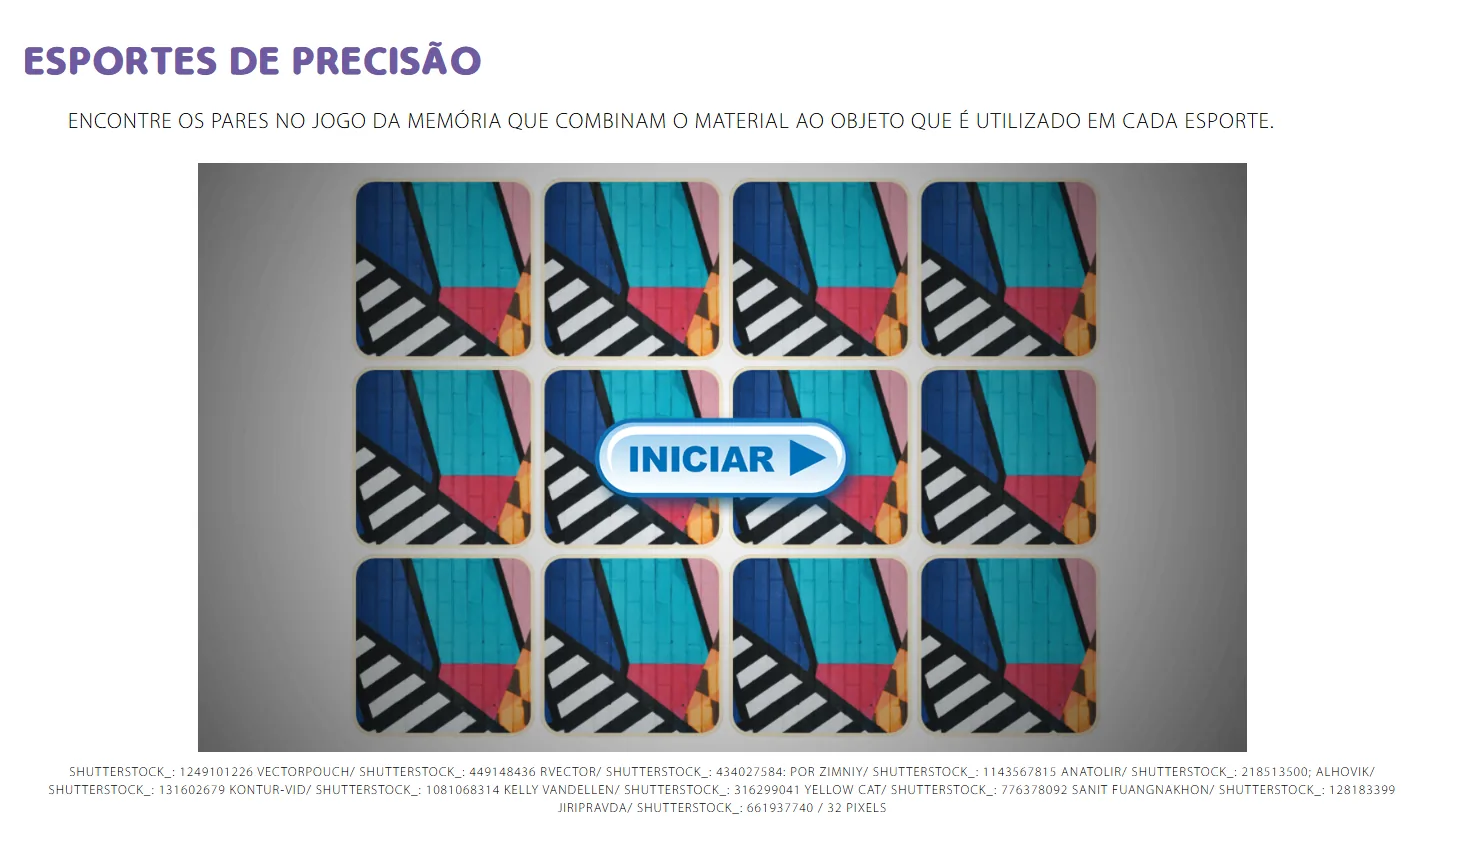 ESPORTES DE PRECISÃO
ENCONTRE OS PARES NO JOGO DA MEMÓRIA QUE COMBINAM O MATERIAL AO OBJETO QUE É UTILIZADO EM CADA ESPORTE.
INICIAR
SHUTTERSTOCK_: 1249101226 VECTORPOUCH/ SHUTTERSTOCK_: 449148436 RVECTOR/ SHUTTERSTOCK_: 434027584: POR ZIMNIY/ SHUTTERSTOCK_: 1143567815 ANATOLIR/ SHUTTERSTOCK_: 218513500; ALHOVIK/
SHUTTERSTOCK_: 131602679 KONTUR-VID/ SHUTTERSTOCK_: 1081068314 KELLY VANDELLEN/ SHUTTERSTOCK_: 316299041 YELLOW CAT/ SHUTTERSTOCK_: 776378092 SANIT FUANGNAKHON/ SHUTTERSTOCK_: 128183399
JIRIPRAVDA/ SHUTTERSTOCK_: 661937740 / 32 PIXELS